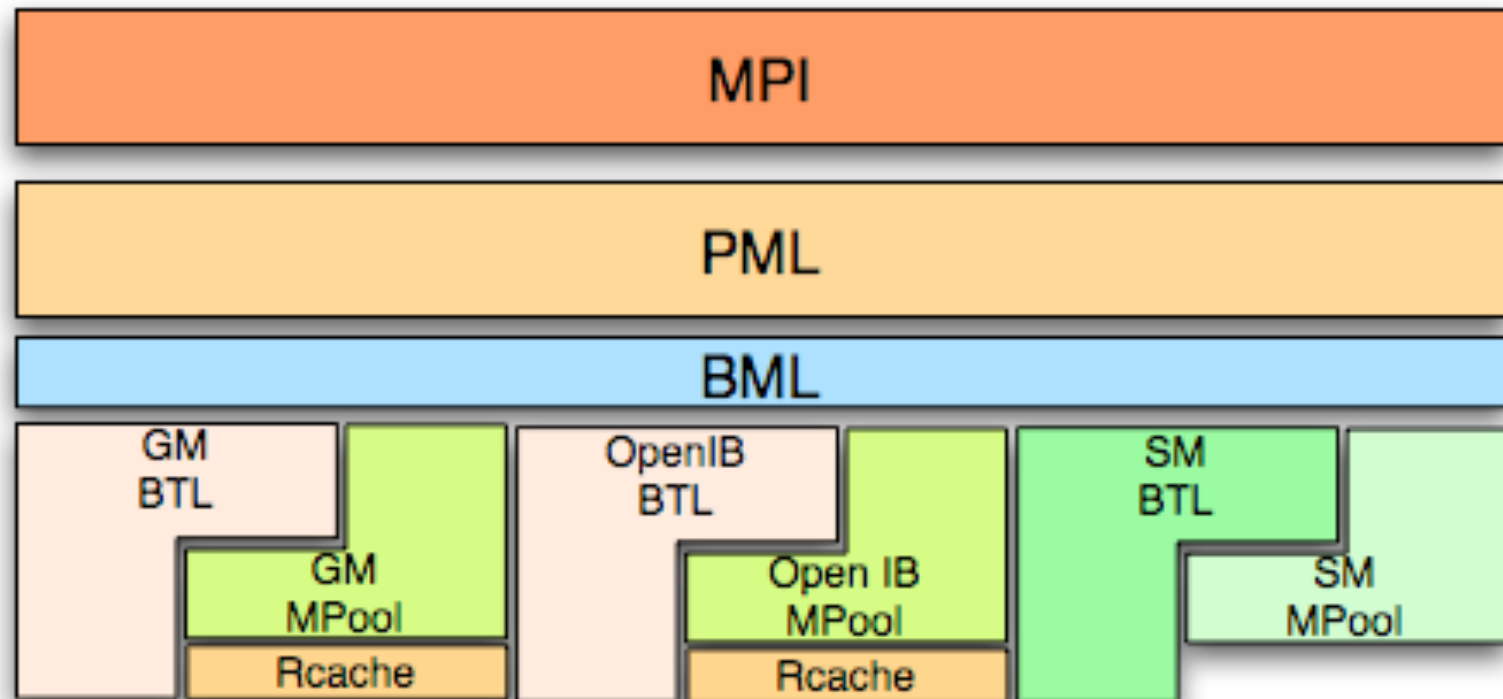 MPI
PML
BML
GM
BTL
GM
MPool
Rcache
OpenIB
BTL
Open IB
MPool
Rcache
SM
BTL
SM
MPool